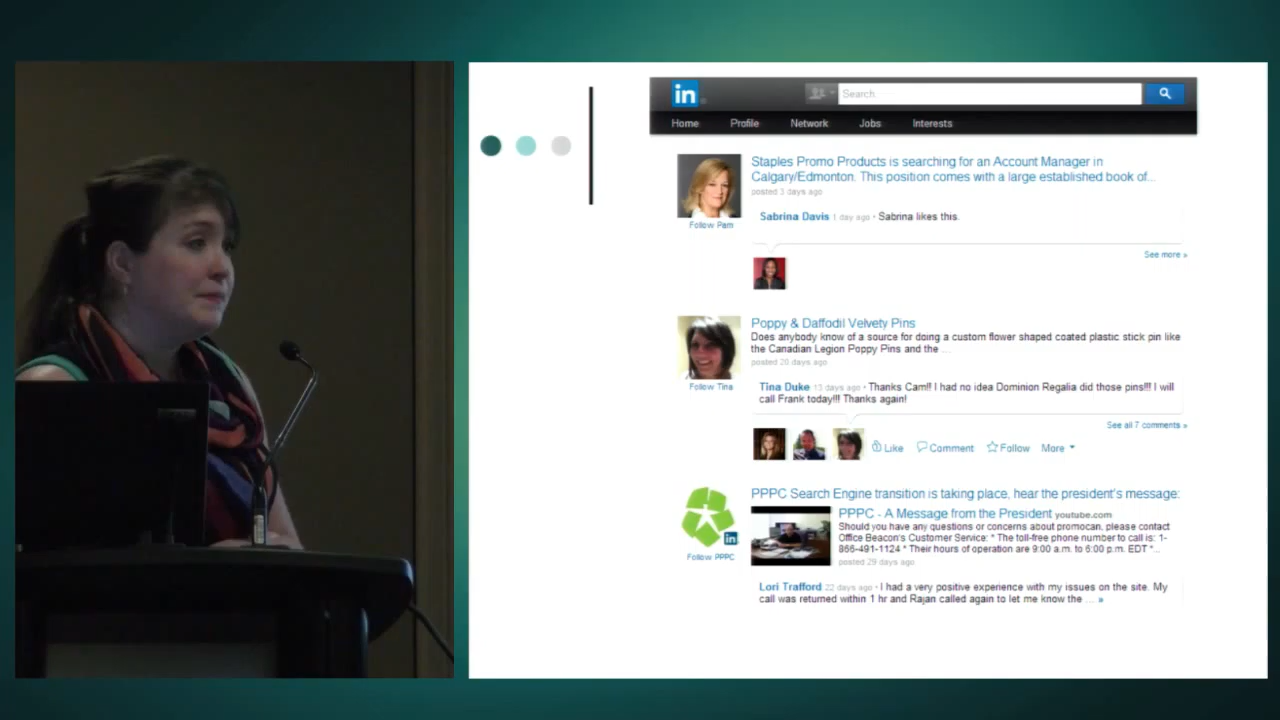 in
Search...
Home Profile Network Jobs Interests
Staples Promo Products is searching for an Account Manager in
Calgary/Edmonton. This position comes with a large established book of...
posted 3 days ago
Follow Pam
Sabrina Davis 1 day ago • Sabrina likes this.
See more »
Poppy & Daffodil Velvety Pins
Does anybody know of a source for doing a custom flower shaped coated plastic stick pin like
the Canadian Legion Poppy Pins and the ...
posted 20 days ago
Follow Tina
Tina Duke 13 days ago • Thanks Cam!! I had no idea Dominion Regalia did those pins!!! I will
call Frank today!!! Thanks again!
See all 7 comments »
Like Comment Follow More
PPPC Search Engine transition is taking place, hear the president's message:
PPPC - A Message from the President youtube.com
Should you have any questions or concerns about promocan, please contact
Office Beacon's Customer Service: * The toll-free phone number to call is: 1-
866-491-1124 * Their hours of operation are 9:00 a.m. to 6:00 p.m. EDT *...
posted 29 days ago
in
Follow PPPC
Lori Trafford 22 days ago • I had a very positive experience with my issues on the site. My
call was returned within 1 hr and Rajan called again to let me know the ... »